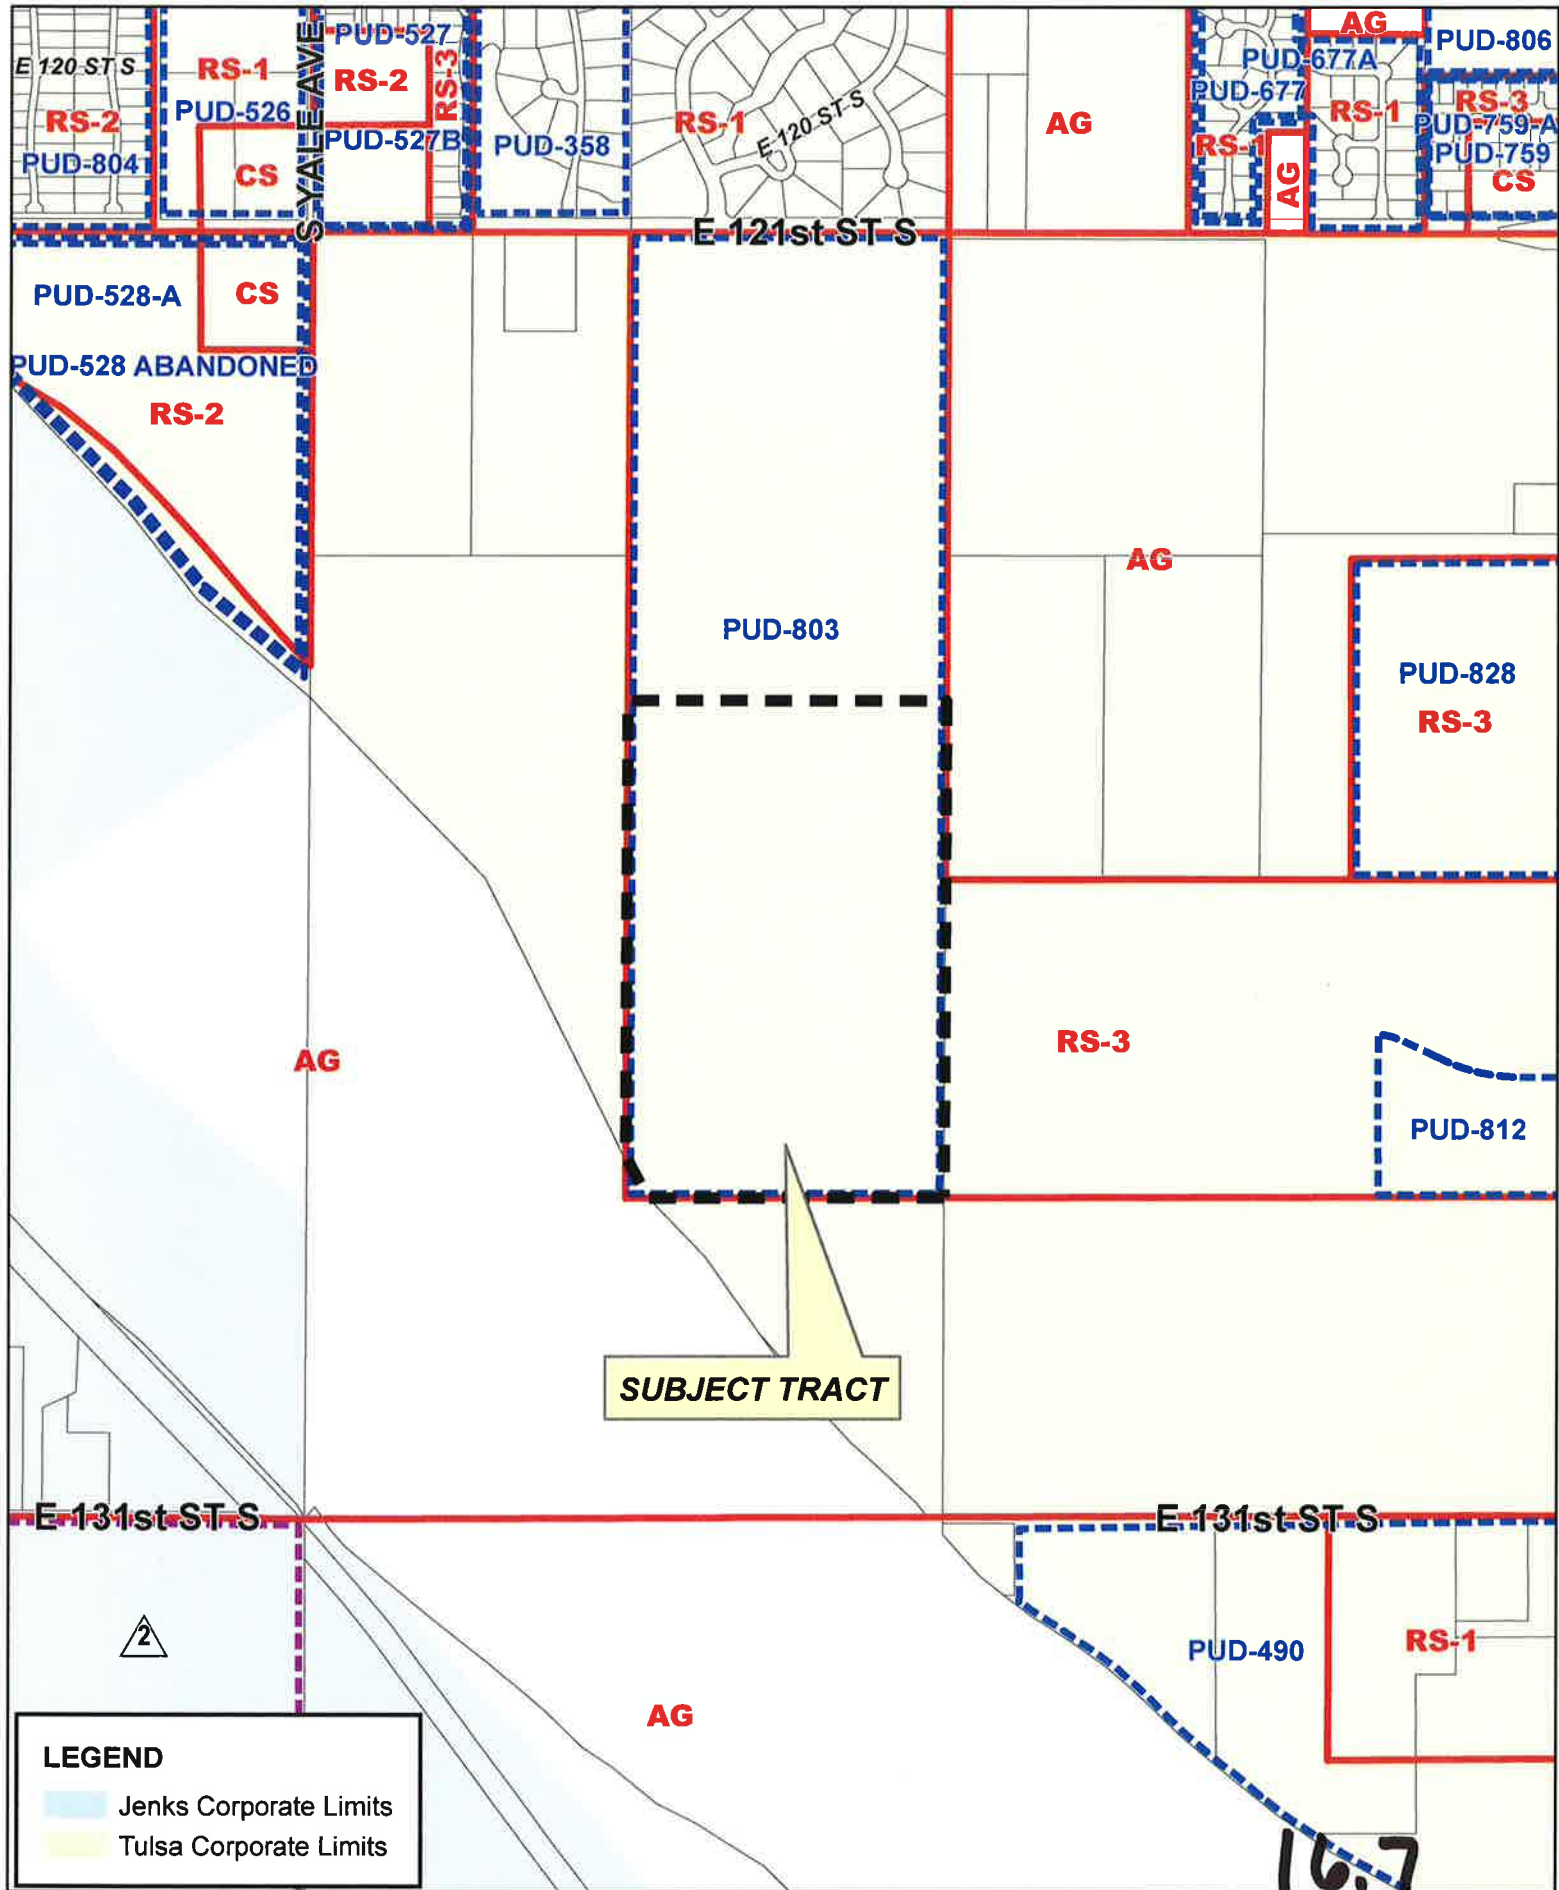 E 120 ST S
RS-2
PUD-804
RS-1
PUD-526
CS
S YALE AVE
PUD-527
RS-2
RS-3
PUD-527B
PUD-358
RS-1
E 120 ST S
AG
PUD-677A
PUD-677
RS-1
AG
AG
RS-1
PUD-806
RS-3
PUD-759-A
PUD-759
CS
E 121st ST S
PUD-528-A
CS
PUD-528 ABANDONED
RS-2
AG
PUD-803
PUD-828
RS-3
AG
RS-3
PUD-812
SUBJECT TRACT
E 131st ST S
E 131st ST S
2
PUD-490
RS-1
AG
LEGEND
Jenks Corporate Limits
Tulsa Corporate Limits
16.7